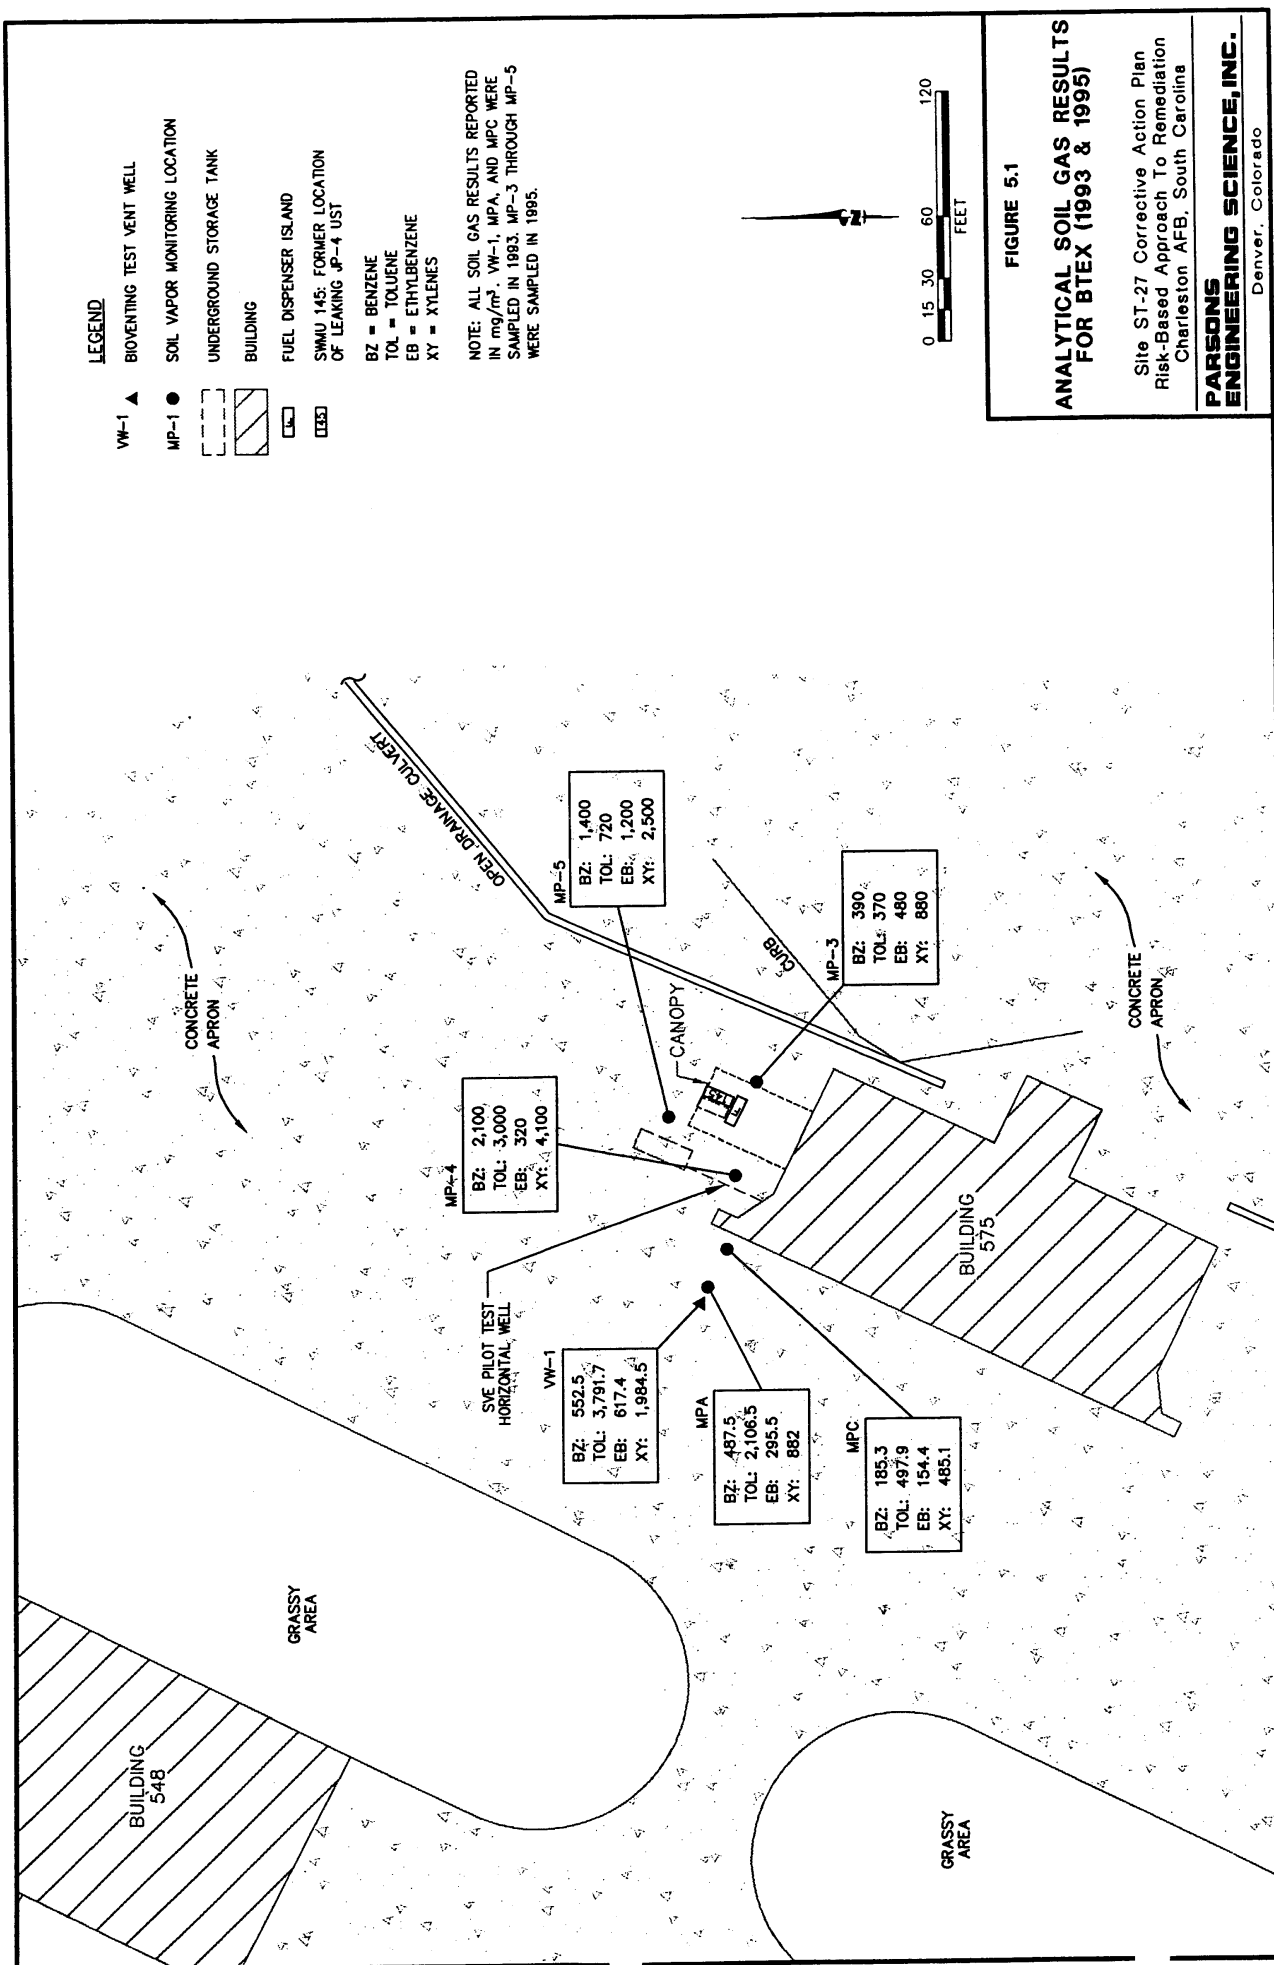 LEGEND
VW-1 BIOVENTING TEST VENT WELL
MP-1 SOIL VAPOR MONITORING LOCATION
UNDERGROUND STORAGE TANK
BUILDING
FUEL DISPENSER ISLAND
145 SWMU 145: FORMER LOCATION
OF LEAKING JP-4 UST
BZ = BENZENE
TOL = TOLUENE
EB = ETHYLBENZENE
XY = XYLENES
NOTE: ALL SOIL GAS RESULTS REPORTED
IN mg/m³. VW-1, MPA, AND MPC WERE
SAMPLED IN 1993. MP-3 THROUGH MP-5
WERE SAMPLED IN 1995.
BUILDING
548
GRASSY
AREA
CONCRETE
APRON
OPEN DRAINAGE CULVERT
SVE PILOT TEST
HORIZONTAL WELL
MP-4
BZ: 2,100
TOL: 3,000
EB: 320
XY: 4,100
MP-5
BZ: 1,400
TOL: 720
EB: 1,200
XY: 2,500
VW-1
BZ: 552.5
TOL: 3,791.7
EB: 617.4
XY: 1,984.5
CANOPY
145
CURB
MPA
BZ: 487.5
TOL: 2,106.5
EB: 295.5
XY: 882
MP-3
BZ: 390
TOL: 370
EB: 480
XY: 880
MPC
BZ: 185.3
TOL: 497.9
EB: 154.4
XY: 485.1
BUILDING
575
GRASSY
AREA
CONCRETE
APRON
N
0 15 30 60 120
FEET
FIGURE 5.1
ANALYTICAL SOIL GAS RESULTS
FOR BTEX (1993 & 1995)
Site ST-27 Corrective Action Plan
Risk-Based Approach To Remediation
Charleston AFB, South Carolina
PARSONS
ENGINEERING SCIENCE, INC.
Denver, Colorado